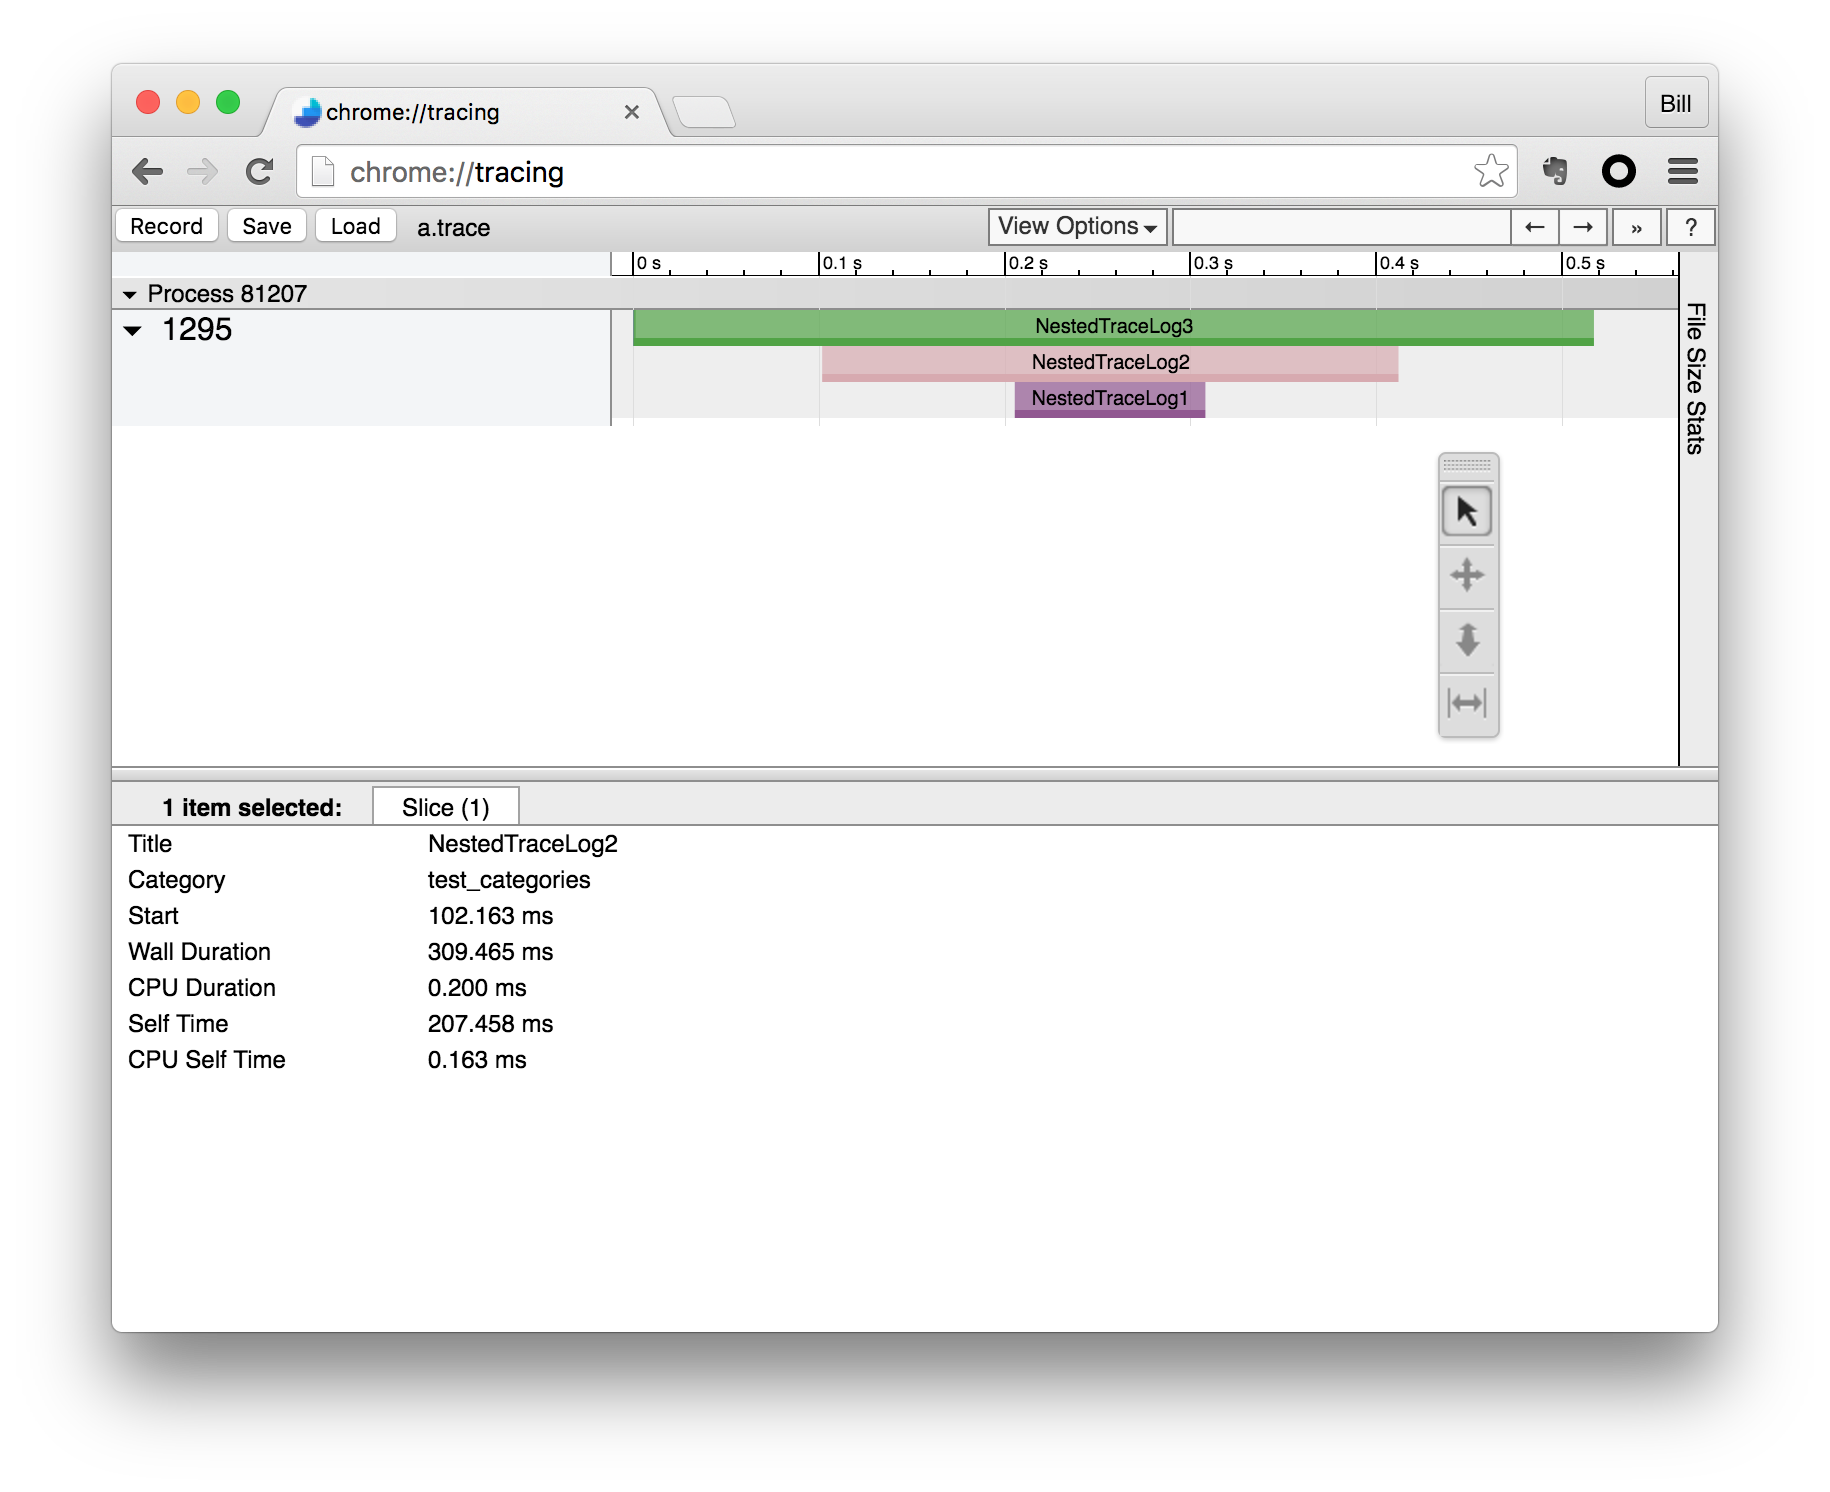 chrome://tracing
Bill
chrome://tracing
Record Save Load a.trace View Options » ?
0 s 0.1 s 0.2 s 0.3 s 0.4 s 0.5 s
Process 81207
1295
NestedTraceLog3
NestedTraceLog2
NestedTraceLog1
File Size Stats
1 item selected: Slice (1)
Title NestedTraceLog2
Category test_categories
Start 102.163 ms
Wall Duration 309.465 ms
CPU Duration 0.200 ms
Self Time 207.458 ms
CPU Self Time 0.163 ms